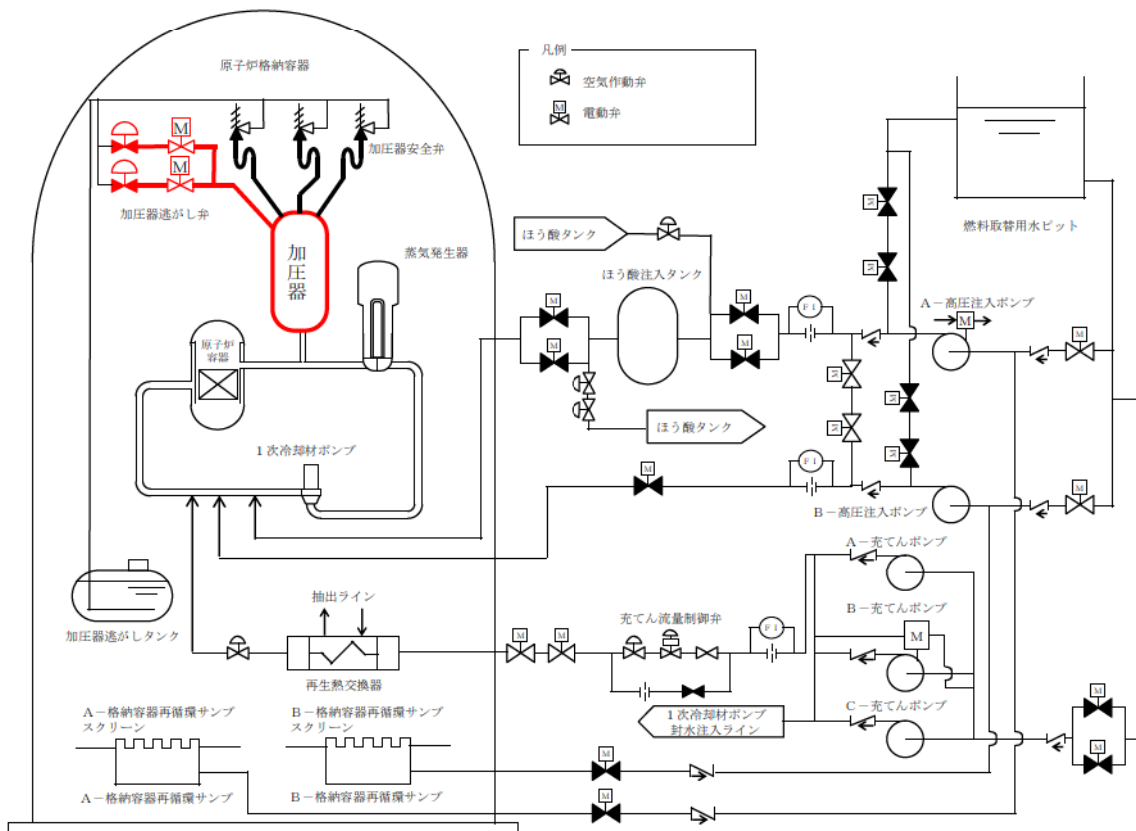 原子炉格納容器
凡例
空気作動弁
M
電動弁
M
M
加圧器安全弁
加圧器逃がし弁
加圧器
蒸気発生器
原子炉
容器
1次冷却材ポンプ
加圧器逃がしタンク
ほう酸タンク
ほう酸注入タンク
M
M
M
M
FI
ほう酸タンク
M
M
燃料取替用水ピット
A-高圧注入ポンプ
M
M
M
M
M
M
M
FI
B-高圧注入ポンプ
M
A-充てんポンプ
B-充てんポンプ
M
C-充てんポンプ
抽出ライン
再生熱交換器
M
M
充てん流量制御弁
FI
1次冷却材ポンプ
封水注入ライン
M
M
A-格納容器再循環サンプ
スクリーン
B-格納容器再循環サンプ
スクリーン
A-格納容器再循環サンプ
B-格納容器再循環サンプ
M
M